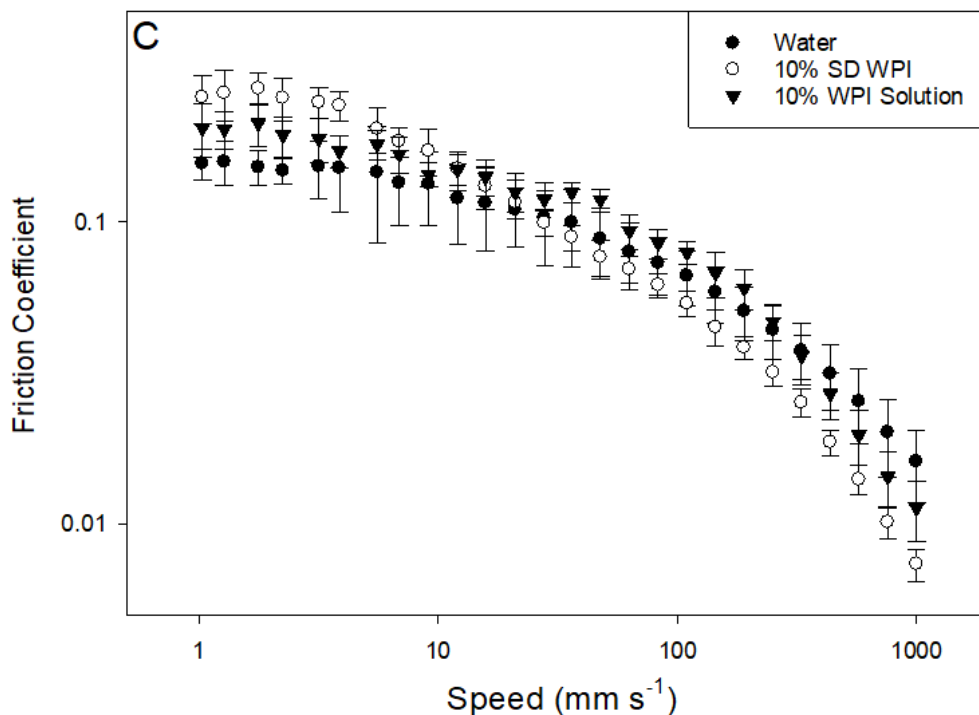 C
Water
10% SD WPI
10% WPI Solution
0.1
0.01
Friction Coefficient
1
10
100
1000
Speed (mm s⁻¹)